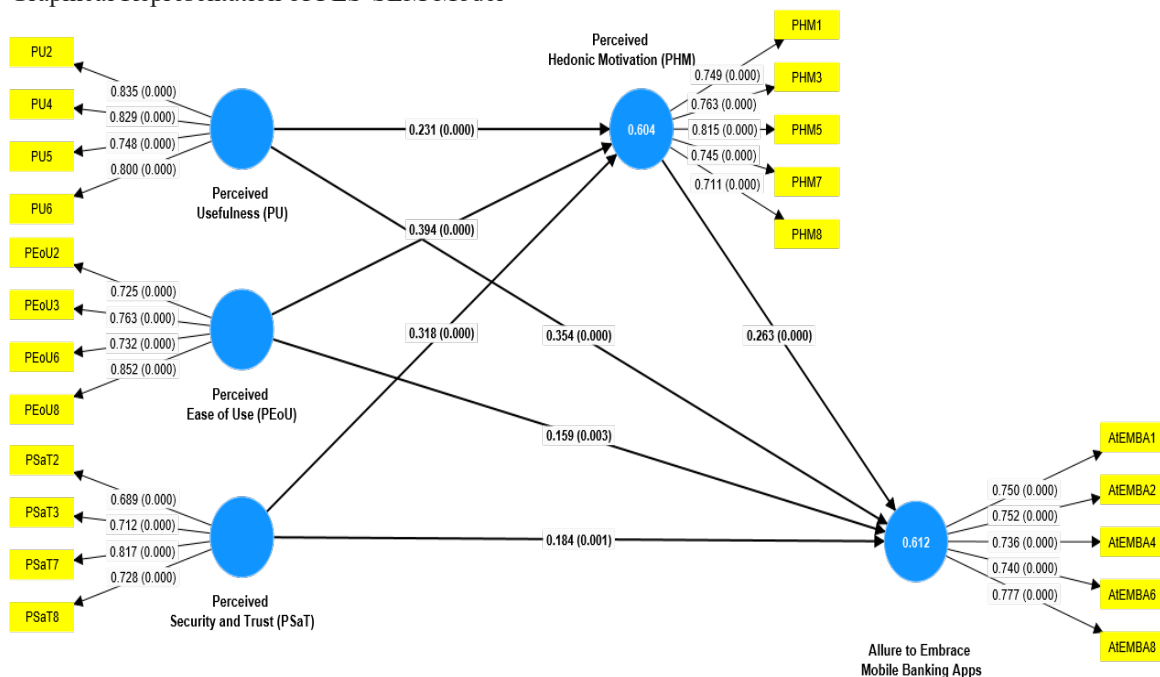 Graphical Representation of PLS-SEM Model
PU2
PU4
PU5
PU6
0.835 (0.000)
0.829 (0.000)
0.748 (0.000)
0.800 (0.000)
Perceived
Usefulness (PU)
PEoU2
PEoU3
PEoU6
PEoU8
0.725 (0.000)
0.763 (0.000)
0.732 (0.000)
0.852 (0.000)
Perceived
Ease of Use (PEoU)
PSaT2
PSaT3
PSaT7
PSaT8
0.689 (0.000)
0.712 (0.000)
0.817 (0.000)
0.728 (0.000)
Perceived
Security and Trust (PSaT)
0.231 (0.000)
0.394 (0.000)
0.318 (0.000)
0.354 (0.000)
0.159 (0.003)
0.184 (0.001)
0.263 (0.000)
Perceived
Hedonic Motivation (PHM)
0.604
0.749 (0.000)
0.763 (0.000)
0.815 (0.000)
0.745 (0.000)
0.711 (0.000)
PHM1
PHM3
PHM5
PHM7
PHM8
0.612
0.750 (0.000)
0.752 (0.000)
0.736 (0.000)
0.740 (0.000)
0.777 (0.000)
AtEMBA1
AtEMBA2
AtEMBA4
AtEMBA6
AtEMBA8
Allure to Embrace
Mobile Banking Apps